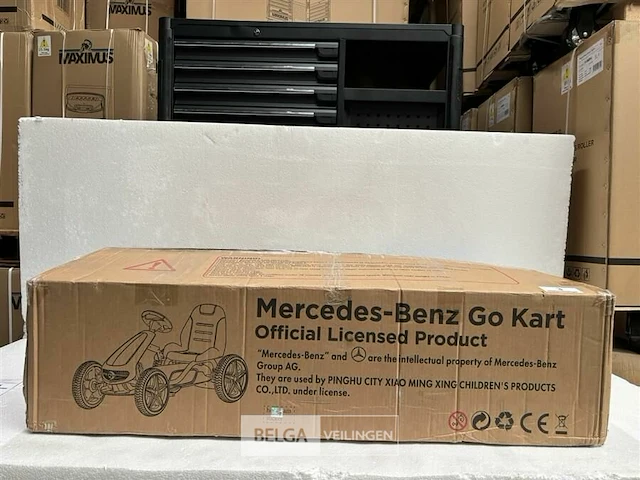 MAXIMUS
MAXIMUS
Mercedes-Benz Go Kart
Official Licensed Product
"Mercedes-Benz" and are the intellectual property of Mercedes-Benz
Group AG.
They are used by PINGHU CITY XIAO MING XING CHILDREN'S PRODUCTS
CO.,LTD. under license.
CE
BELGA VEILINGEN